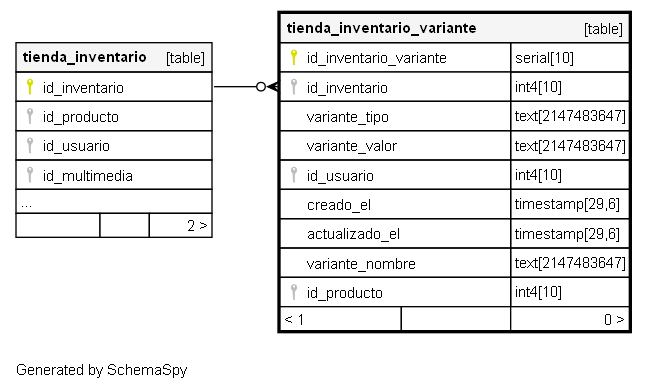 tienda_inventario [table]
id_inventario
id_producto
id_usuario
id_multimedia
...
2 >
tienda_inventario_variante [table]
id_inventario_variante serial[10]
id_inventario int4[10]
variante_tipo text[2147483647]
variante_valor text[2147483647]
id_usuario int4[10]
creado_el timestamp[29,6]
actualizado_el timestamp[29,6]
variante_nombre text[2147483647]
id_producto int4[10]
< 1 0 >
Generated by SchemaSpy